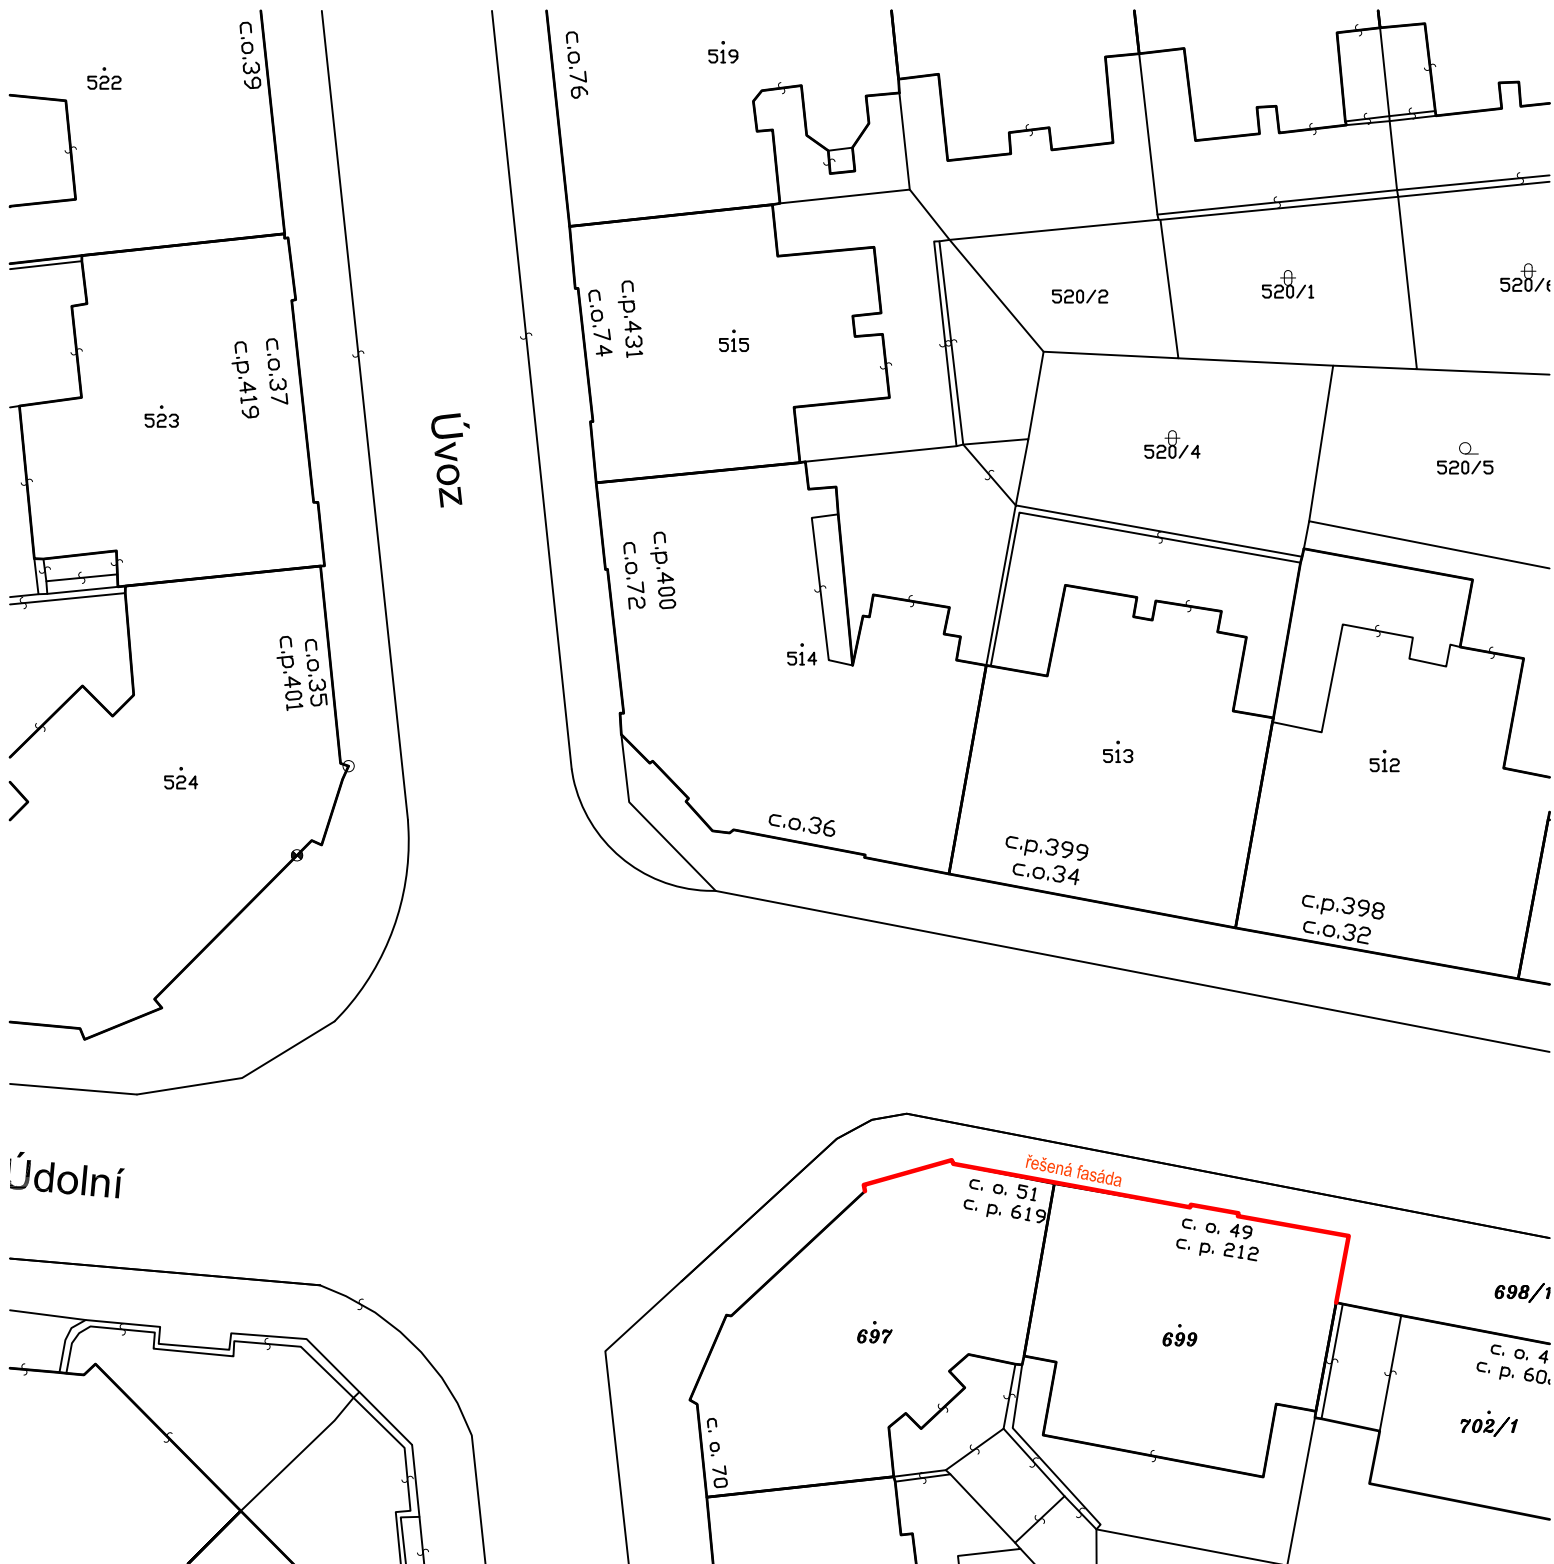 c.o.39
522
c.o.76
519
520/2
520/1
c.p.431
c.o.74
515
c.o.37
c.p.419
523
Úvoz
520/4
520/5
c.p.400
c.o.72
514
c.o.35
c.p.401
524
513
512
c.o.36
c.p.399
c.o.34
c.p.398
c.o.32
Údolní
řešená fasáda
c. o. 51
c. p. 619
c. o. 49
c. p. 212
698/1
697
699
c. o. 4
c. p. 60
702/1
c. o. 70